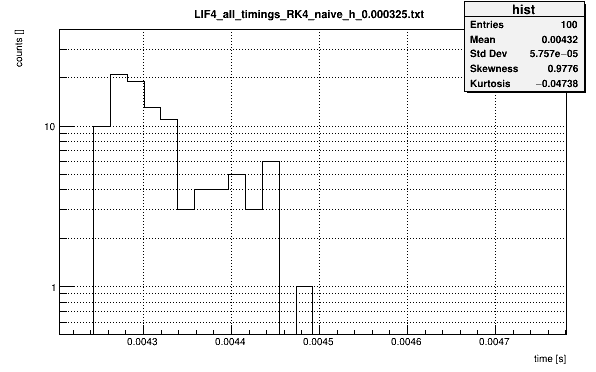 LIF4_all_timings_RK4_naive_h_0.000325.txt
hist
Entries 100
Mean 0.00432
Std Dev 5.757e−05
Skewness 0.9776
Kurtosis −0.04738
counts []
10
1
0.0043 0.0044 0.0045 0.0046 0.0047
time [s]